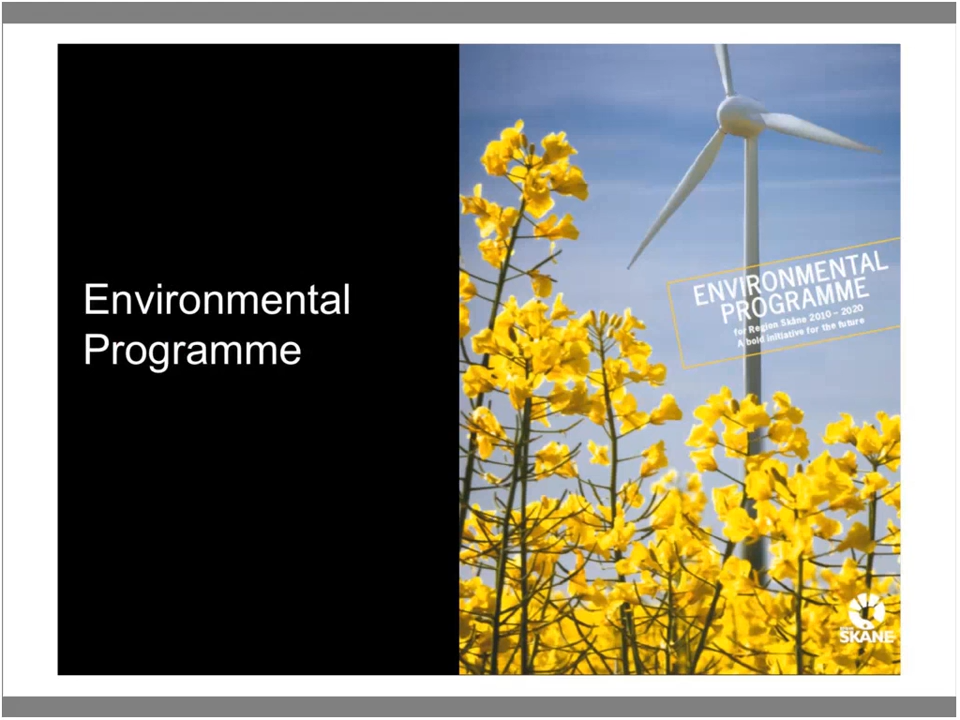 Environmental
Programme
ENVIRONMENTAL
PROGRAMME
for Region Skåne 2010 – 2020
A bold initiative for the future
SKÅNE